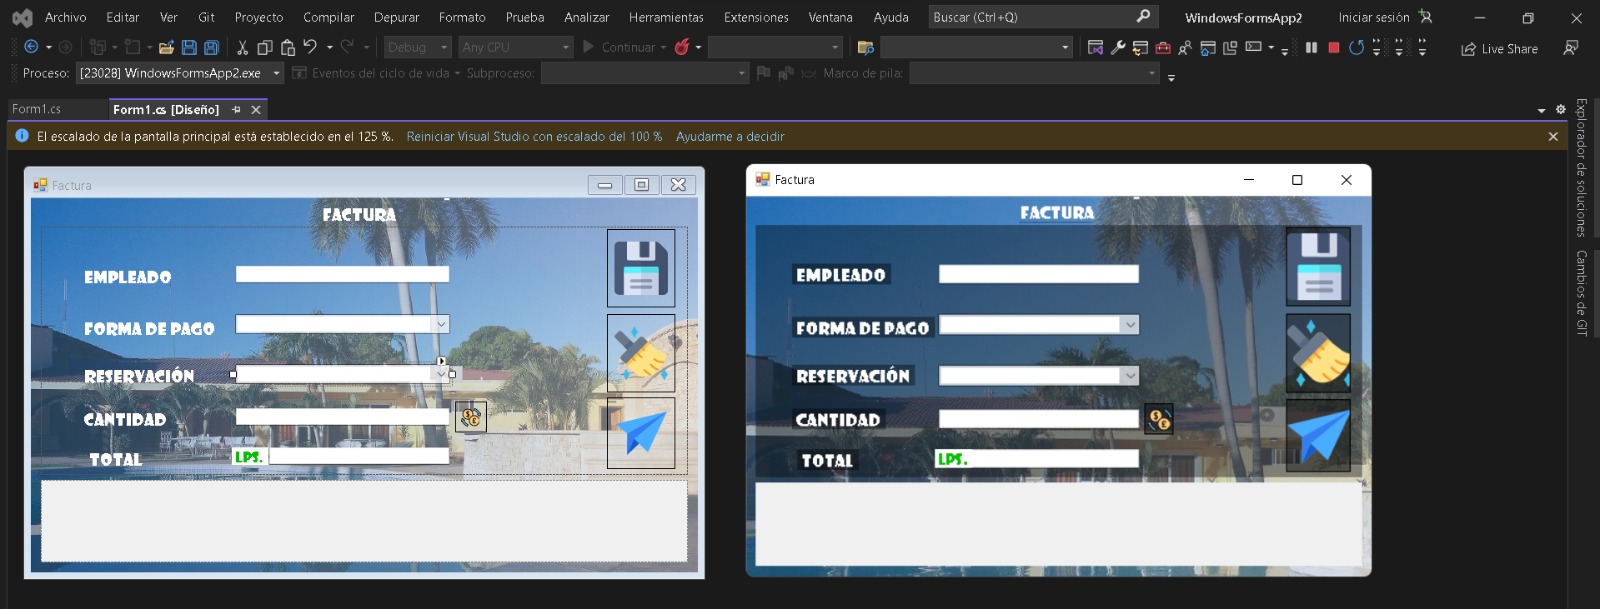 Archivo Editar Ver Git Proyecto Compilar Depurar Formato Prueba Analizar Herramientas Extensiones Ventana Ayuda Buscar (Ctrl+Q) WindowsFormsApp2 Iniciar sesión
Debug Any CPU Continuar Live Share
Proceso: [23028] WindowsFormsApp2.exe Eventos del ciclo de vida Subproceso: Marco de pila:
Form1.cs Form1.cs [Diseño]
El escalado de la pantalla principal está establecido en el 125 %. Reiniciar Visual Studio con escalado del 100 % Ayudarme a decidir
Factura
FACTURA
EMPLEADO
FORMA DE PAGO
RESERVACIÓN
CANTIDAD
TOTAL LPS.
Factura
FACTURA
EMPLEADO
FORMA DE PAGO
RESERVACIÓN
CANTIDAD
TOTAL LPS.
Explorador de soluciones
Cambios de GIT